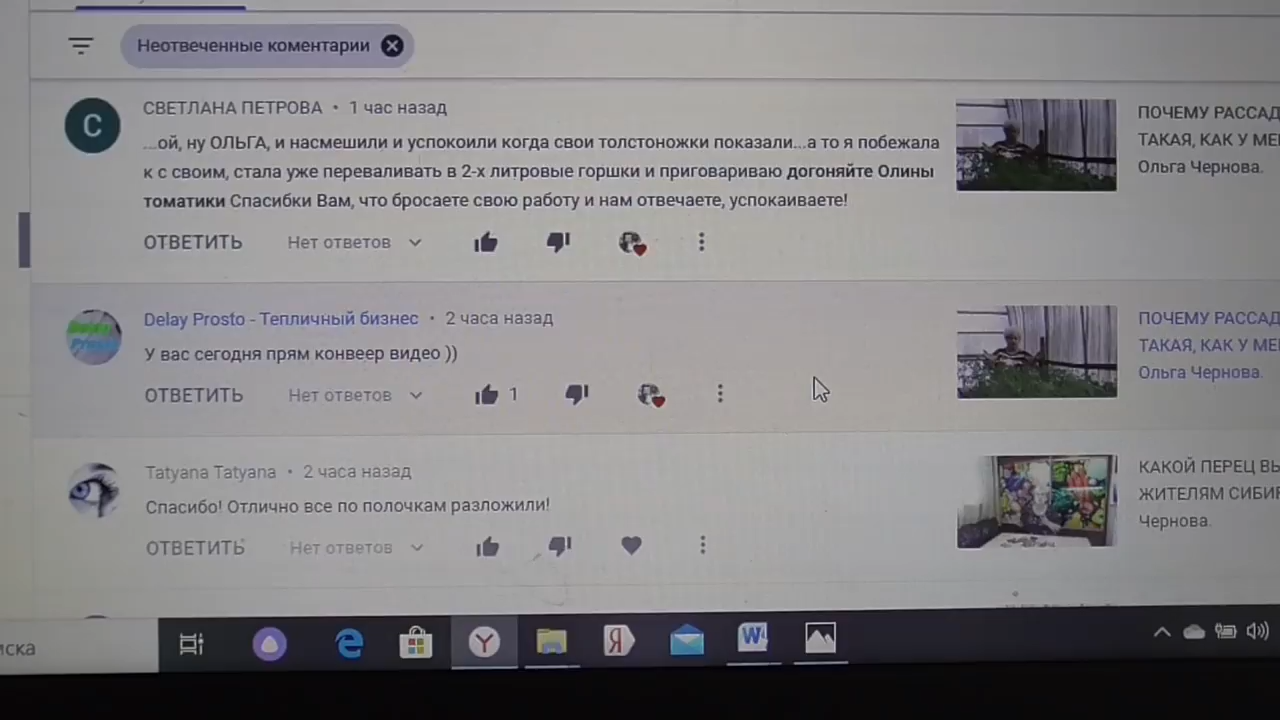 Неотвеченные коментарии
СВЕТЛАНА ПЕТРОВА • 1 час назад
С
...ой, ну ОЛЬГА, и насмешили и успокоили когда свои толстоножки показали...а то я побежала
к с своим, стала уже переваливать в 2-х литровые горшки и приговариваю догоняйте Олины
томатики Спасибки Вам, что бросаете свою работу и нам отвечаете, успокаиваете!
ОТВЕТИТЬ Нет ответов
ПОЧЕМУ РАССАД
ТАКАЯ, КАК У МЕ
Ольга Чернова.
Delay Prosto - Тепличный бизнес • 2 часа назад
Delay
Prosto
У вас сегодня прям конвеер видео ))
ОТВЕТИТЬ Нет ответов 1
ПОЧЕМУ РАССАД
ТАКАЯ, КАК У МЕ
Ольга Чернова.
Tatyana Tatyana • 2 часа назад
Спасибо! Отлично все по полочкам разложили!
ОТВЕТИТЬ Нет ответов
КАКОЙ ПЕРЕЦ ВЫ
ЖИТЕЛЯМ СИБИР
Чернова.
иска
Y
Я
W